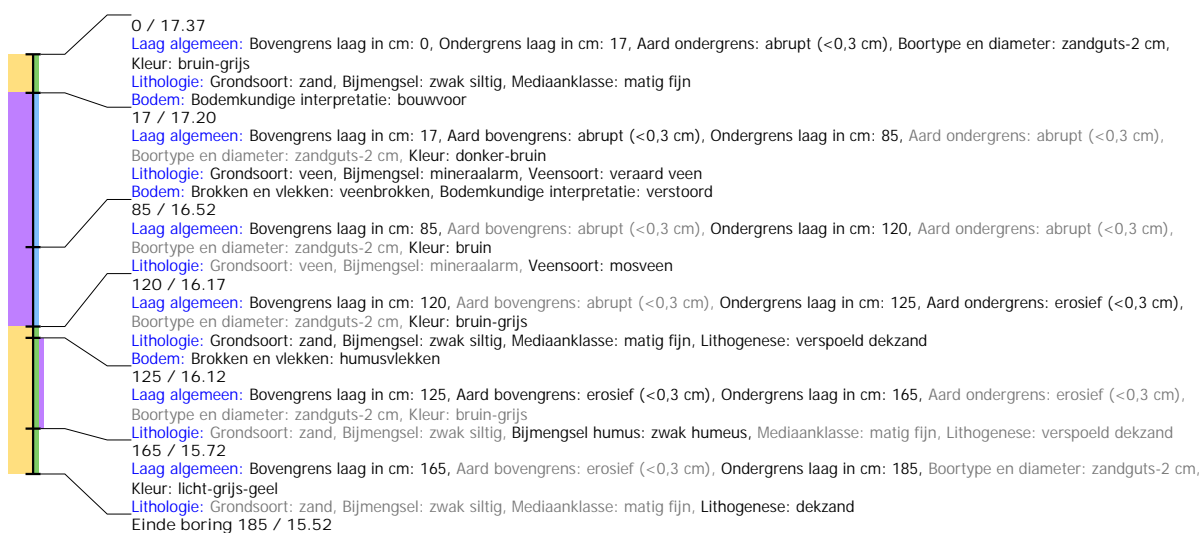 0 / 17.37
Laag algemeen: Bovengrens laag in cm: 0, Ondergrens laag in cm: 17, Aard ondergrens: abrupt (<0,3 cm), Boortype en diameter: zandguts-2 cm,
Kleur: bruin-grijs
Lithologie: Grondsoort: zand, Bijmengsel: zwak siltig, Mediaanklasse: matig fijn
Bodem: Bodemkundige interpretatie: bouwvoor
17 / 17.20
Laag algemeen: Bovengrens laag in cm: 17, Aard bovengrens: abrupt (<0,3 cm), Ondergrens laag in cm: 85, Aard ondergrens: abrupt (<0,3 cm),
Boortype en diameter: zandguts-2 cm, Kleur: donker-bruin
Lithologie: Grondsoort: veen, Bijmengsel: mineraalarm, Veensoort: veraard veen
Bodem: Brokken en vlekken: veenbrokken, Bodemkundige interpretatie: verstoord
85 / 16.52
Laag algemeen: Bovengrens laag in cm: 85, Aard bovengrens: abrupt (<0,3 cm), Ondergrens laag in cm: 120, Aard ondergrens: abrupt (<0,3 cm),
Boortype en diameter: zandguts-2 cm, Kleur: bruin
Lithologie: Grondsoort: veen, Bijmengsel: mineraalarm, Veensoort: mosveen
120 / 16.17
Laag algemeen: Bovengrens laag in cm: 120, Aard bovengrens: abrupt (<0,3 cm), Ondergrens laag in cm: 125, Aard ondergrens: erosief (<0,3 cm),
Boortype en diameter: zandguts-2 cm, Kleur: bruin-grijs
Lithologie: Grondsoort: zand, Bijmengsel: zwak siltig, Mediaanklasse: matig fijn, Lithogenese: verspoeld dekzand
Bodem: Brokken en vlekken: humusvlekken
125 / 16.12
Laag algemeen: Bovengrens laag in cm: 125, Aard bovengrens: erosief (<0,3 cm), Ondergrens laag in cm: 165, Aard ondergrens: erosief (<0,3 cm),
Boortype en diameter: zandguts-2 cm, Kleur: bruin-grijs
Lithologie: Grondsoort: zand, Bijmengsel: zwak siltig, Bijmengsel humus: zwak humeus, Mediaanklasse: matig fijn, Lithogenese: verspoeld dekzand
165 / 15.72
Laag algemeen: Bovengrens laag in cm: 165, Aard bovengrens: erosief (<0,3 cm), Ondergrens laag in cm: 185, Boortype en diameter: zandguts-2 cm,
Kleur: licht-grijs-geel
Lithologie: Grondsoort: zand, Bijmengsel: zwak siltig, Mediaanklasse: matig fijn, Lithogenese: dekzand
Einde boring 185 / 15.52